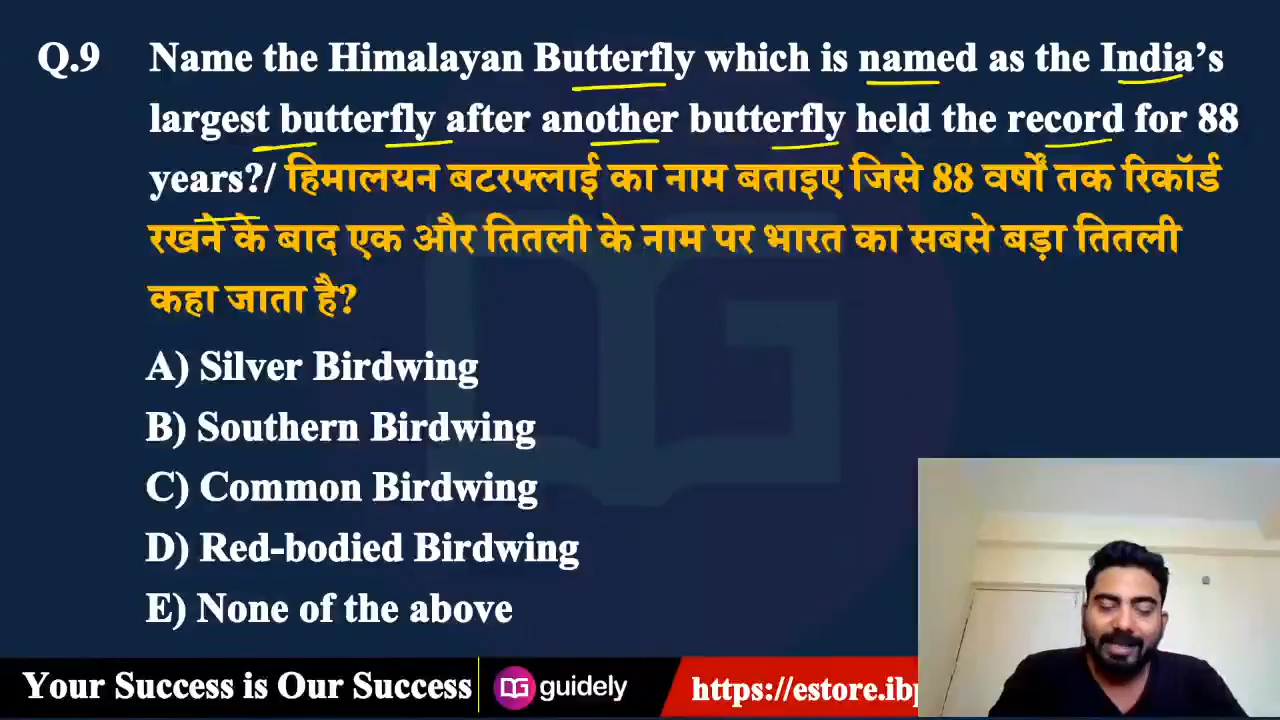 Q.9 Name the Himalayan Butterfly which is named as the India's
largest butterfly after another butterfly held the record for 88
years?/ हिमालयन बटरफ्लाई का नाम बताइए जिसे 88 वर्षों तक रिकॉर्ड
रखने के बाद एक और तितली के नाम पर भारत का सबसे बड़ा तितली
कहा जाता है?
A) Silver Birdwing
B) Southern Birdwing
C) Common Birdwing
D) Red-bodied Birdwing
E) None of the above
Your Success is Our Success guidely https://estore.ibp